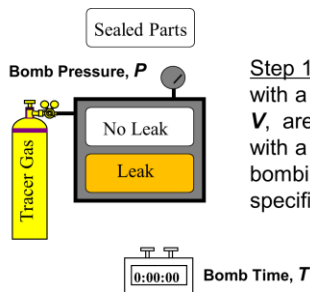 Sealed Parts
Bomb Pressure, P
No Leak
Leak
Tracer Gas
0:00:00
Bomb Time, T
Step 1
with a
V, are
with a
bombi
specifi